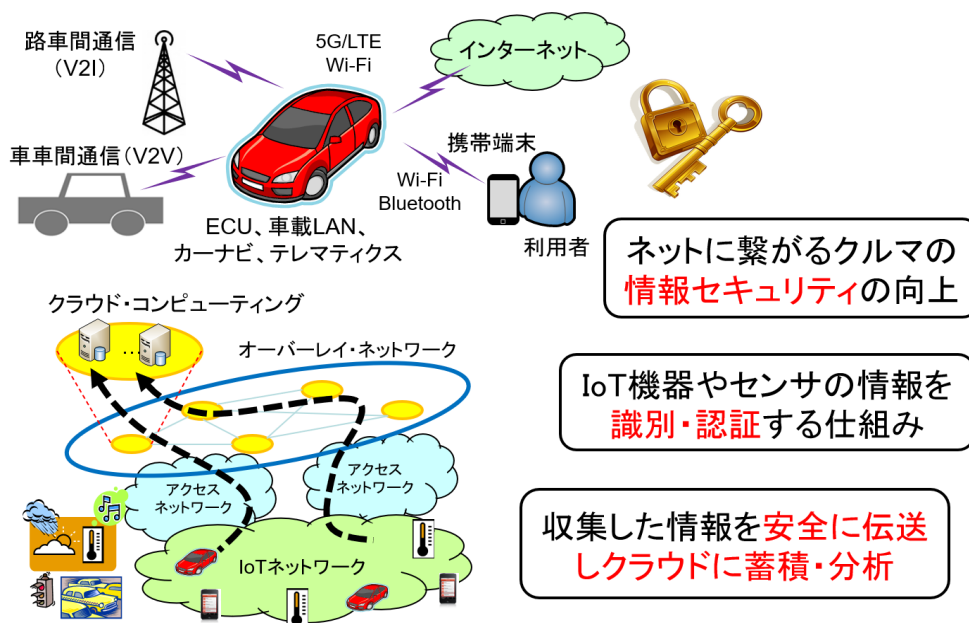 路車間通信
（V2I）
5G/LTE
Wi-Fi
インターネット
車車間通信（V2V）
携帯端末
Wi-Fi
Bluetooth
利用者
ECU、車載LAN、
カーナビ、テレマティクス
ネットに繋がるクルマの
情報セキュリティの向上
クラウド・コンピューティング
...
オーバーレイ・ネットワーク
IoT機器やセンサの情報を
識別・認証する仕組み
アクセス
ネットワーク
アクセス
ネットワーク
IoTネットワーク
収集した情報を安全に伝送
しクラウドに蓄積・分析